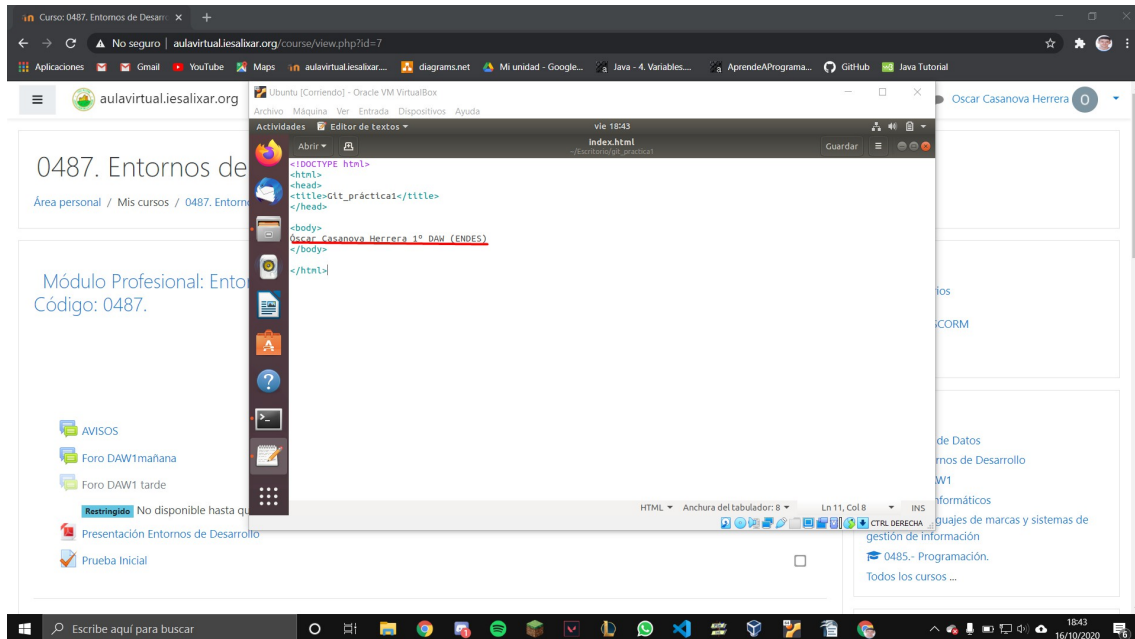 Curso: 0487. Entornos de Desarr
No seguro | aulavirtual.iesalixar.org/course/view.php?id=7
Aplicaciones Gmail YouTube Maps aulavirtual.iesalixar.... diagrams.net Mi unidad - Google... Java - 4. Variables.... AprendeAPrograma... GitHub Java Tutorial
aulavirtual.iesalixar.org
Oscar Casanova Herrera O
0487. Entornos de
Área personal / Mis cursos / 0487. Entorno
Módulo Profesional: Entor
Código: 0487.
AVISOS
Foro DAW1mañana
Foro DAW1 tarde
Restringido No disponible hasta qu
Presentación Entornos de Desarrollo
Prueba Inicial
Ubuntu [Corriendo] - Oracle VM VirtualBox
Archivo Máquina Ver Entrada Dispositivos Ayuda
Actividades Editor de textos vie 18:43
Abrir index.html Guardar
~/Escritorio/git_practica1
<!DOCTYPE html>
<html>
<head>
<title>Git_práctica1</title>
</head>
<body>
Óscar Casanova Herrera 1º DAW (ENDES)
</body>
</html>
HTML Anchura del tabulador: 8 Ln 11, Col 8 INS
CTRL DERECHA
ios
CORM
de Datos
rnos de Desarrollo
W1
nformáticos
guajes de marcas y sistemas de
gestión de información
0485.- Programación.
Todos los cursos ...
Escribe aquí para buscar
18:43
16/10/2020